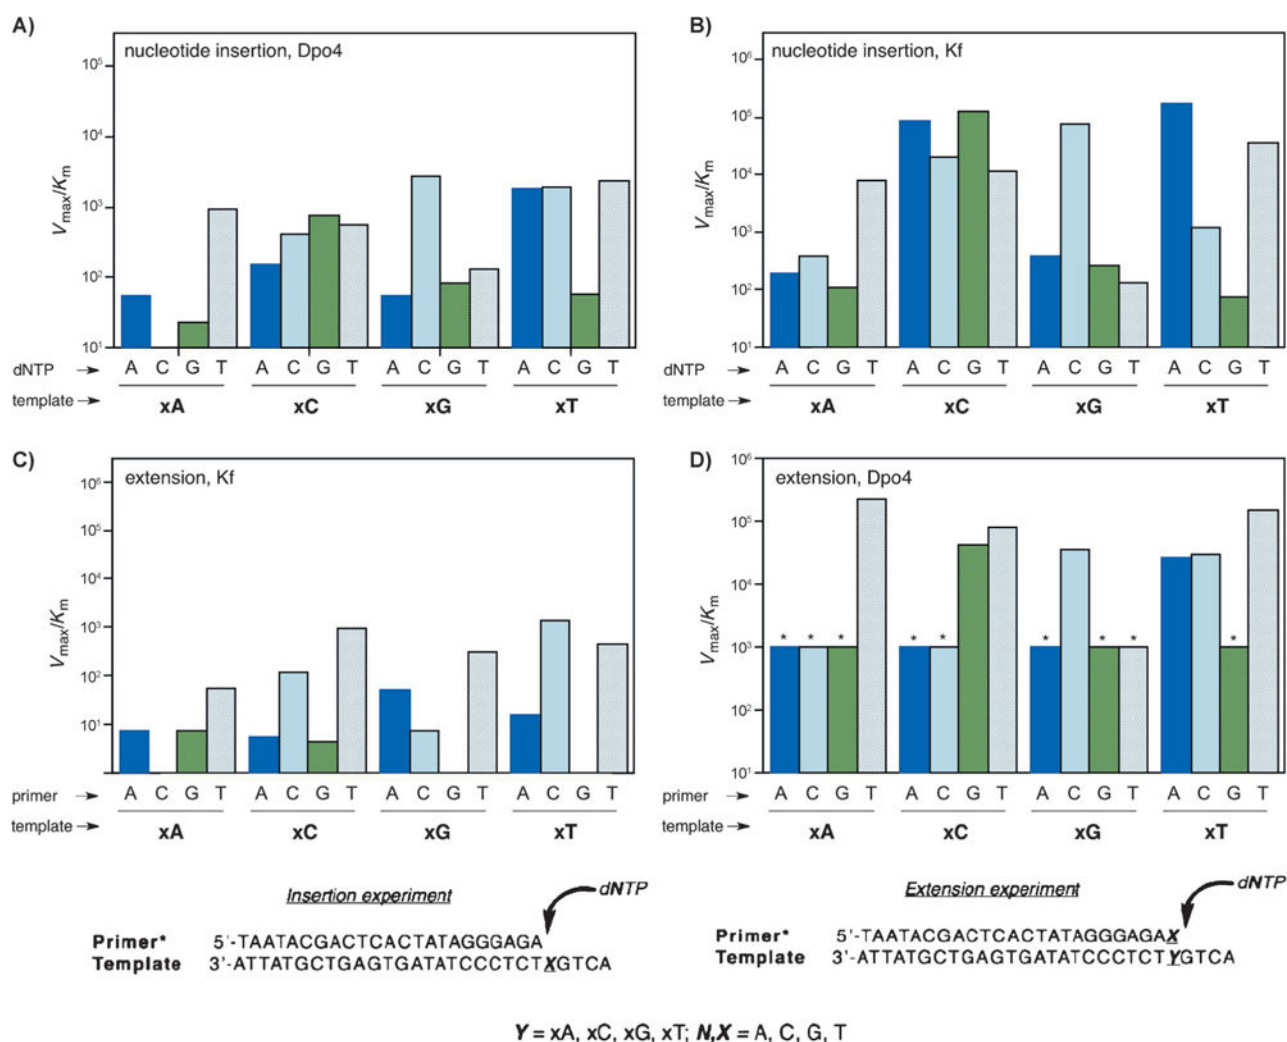 A)
nucleotide insertion, Dpo4
10⁵
10⁴
10³
10²
10¹
Vmax/Km
dNTP → A C G T A C G T A C G T A C G T
template → xA xC xG xT
B)
nucleotide insertion, Kf
10⁶
10⁵
10⁴
10³
10²
10¹
Vmax/Km
dNTP → A C G T A C G T A C G T A C G T
template → xA xC xG xT
C)
extension, Kf
10⁶
10⁵
10⁴
10³
10²
10¹
Vmax/Km
primer → A C G T A C G T A C G T A C G T
template → xA xC xG xT
D)
extension, Dpo4
10⁶
10⁵
10⁴
10³
10²
10¹
Vmax/Km
* * * * * * * * *
primer → A C G T A C G T A C G T A C G T
template → xA xC xG xT
Insertion experiment
dNTP
Primer* 5'-TAATACGACTCACTATAGGGAGA
Template 3'-ATTATGCTGAGTGATATCCCTCTXGTCA
Extension experiment
dNTP
Primer* 5'-TAATACGACTCACTATAGGGAGAX
Template 3'-ATTATGCTGAGTGATATCCCTCTYGTCA
Y = xA, xC, xG, xT; N,X = A, C, G, T